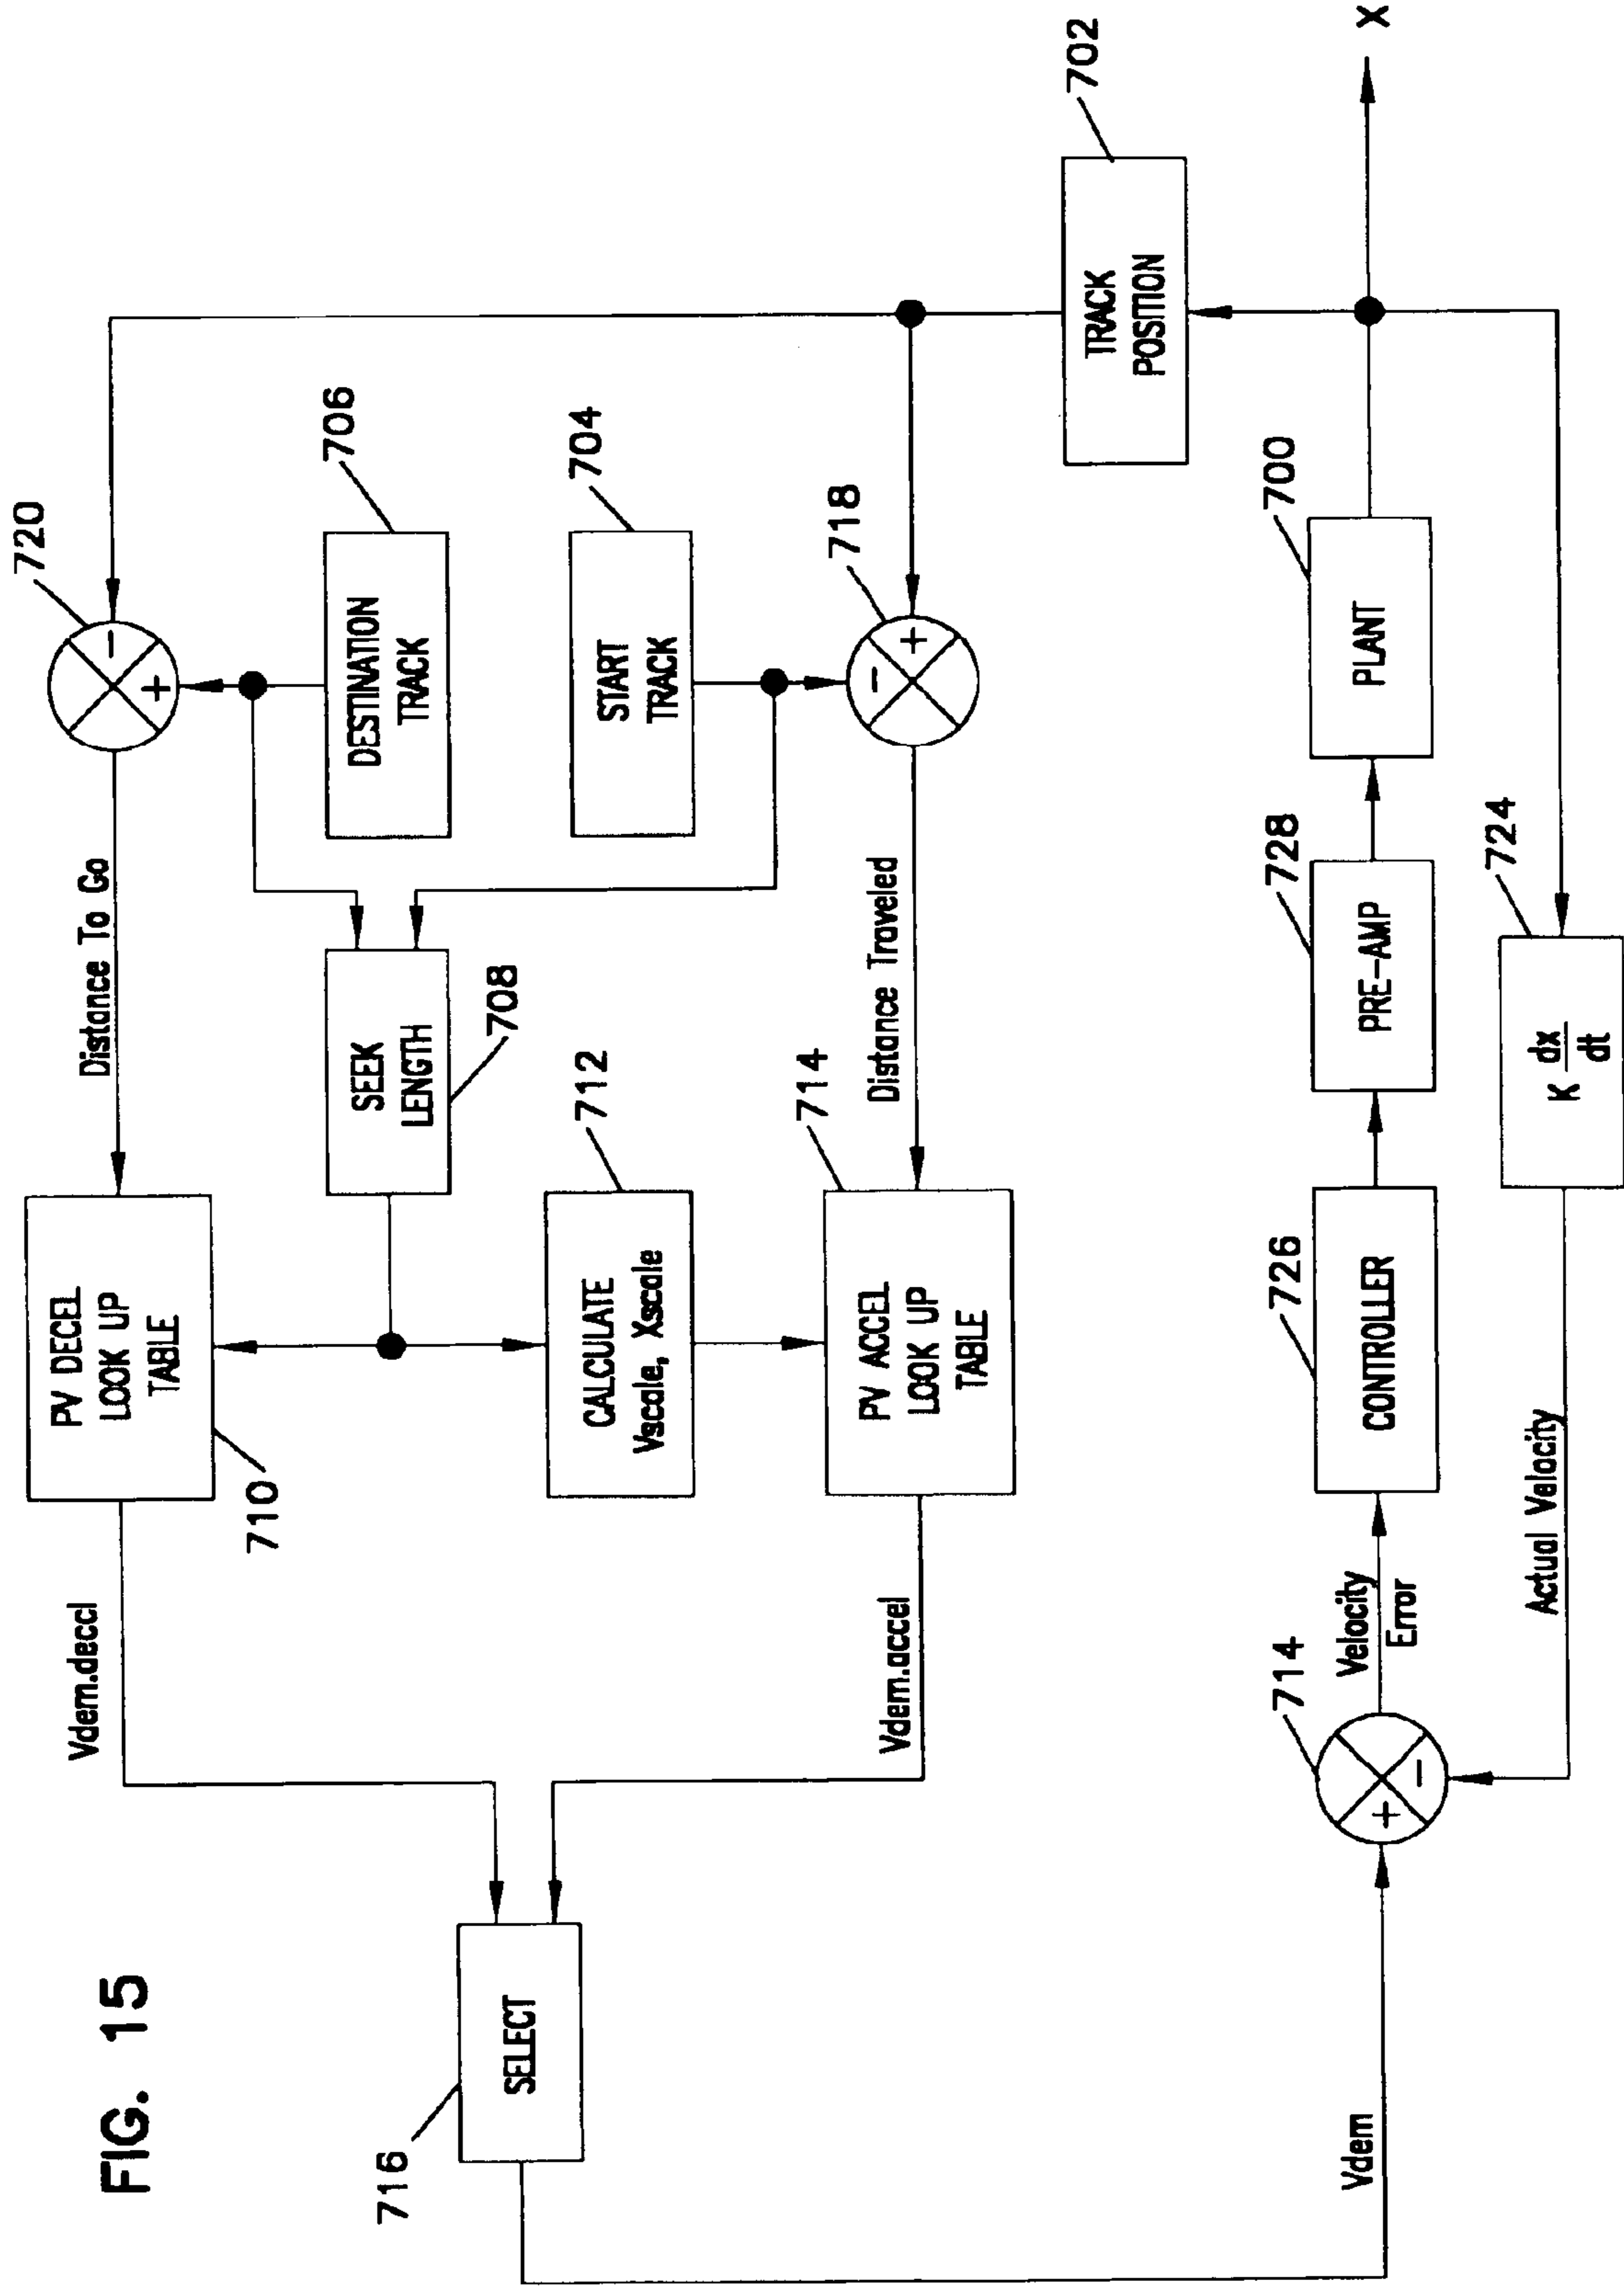 FIG. 15
720
Distance To Go
PV DECEL
LOOK UP
TABLE
710
Vdem.deccl
706
DESTINATION
TRACK
SEEK
LENGTH
708
704
START
TRACK
712
CALCULATE
Vscale, Xscale
716
SELECT
718
Distance Traveled
714
PV ACCEL
LOOK UP
TABLE
Vdem.accel
702
TRACK
POSITION
Vdem
714
Velocity
Error
726
CONTROLLER
728
PRE-AMP
700
PLANT
X
724
K dx
dt
Actual Velocity
+
−
+
−
+
−